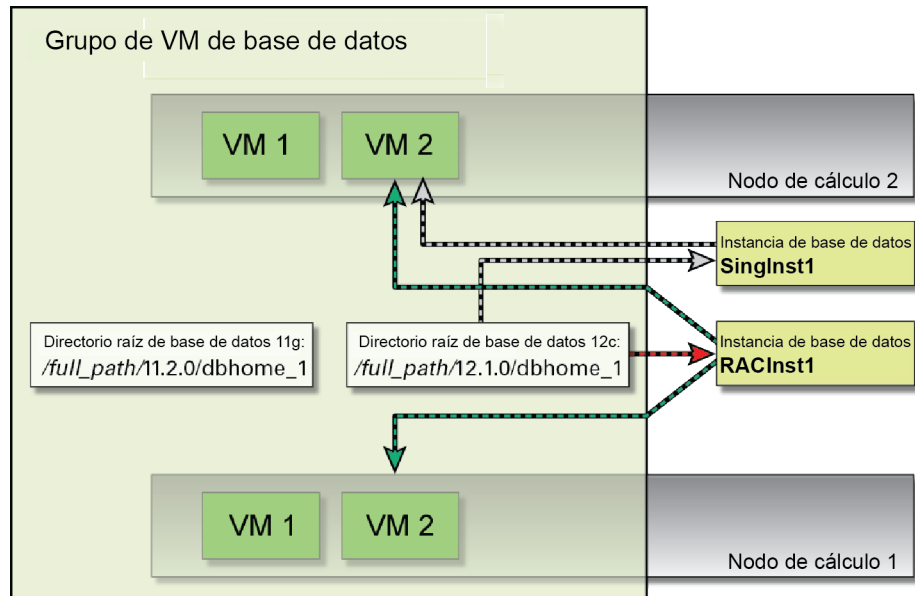 Grupo de VM de base de datos
VM 1
VM 2
Nodo de cálculo 2
Instancia de base de datos
SingInst1
Directorio raíz de base de datos 11g:
/full_path/11.2.0/dbhome_1
Directorio raíz de base de datos 12c:
/full_path/12.1.0/dbhome_1
Instancia de base de datos
RACInst1
VM 1
VM 2
Nodo de cálculo 1